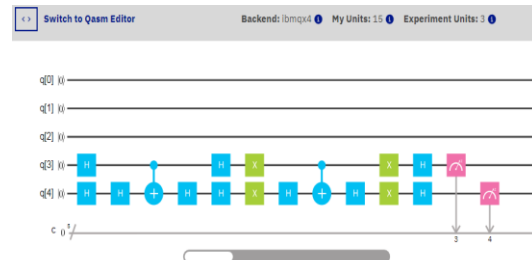 <> Switch to Qasm Editor Backend: ibmqx4 My Units: 15 Experiment Units: 3
q[0] |0⟩
q[1] |0⟩
q[2] |0⟩
q[3] |0⟩ H H X X H
q[4] |0⟩ H H + H H X H + H X H
c 0 5
3 4